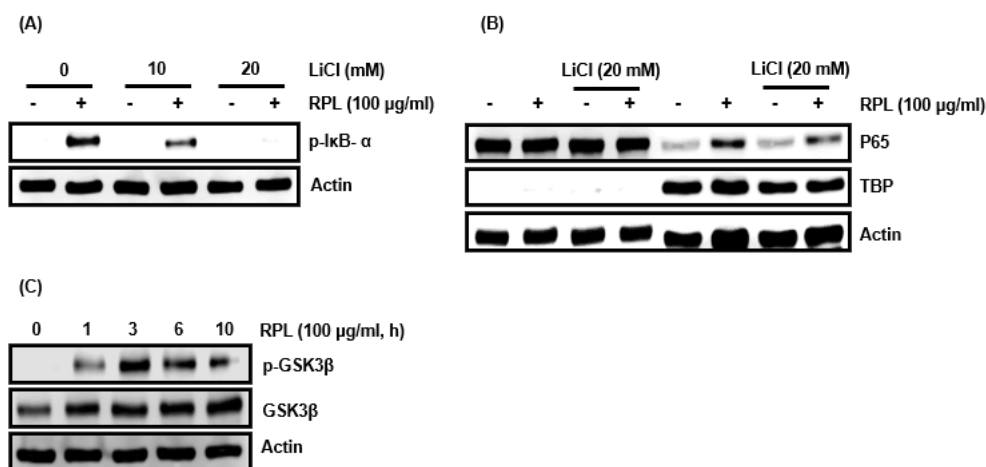 (A)
0 10 20 LiCl (mM)
- + - + - + RPL (100 µg/ml)
p-IκB- α
Actin
(B)
LiCl (20 mM) LiCl (20 mM)
- + - + - + - + RPL (100 µg/ml)
P65
TBP
Actin
(C)
0 1 3 6 10 RPL (100 µg/ml, h)
p-GSK3β
GSK3β
Actin